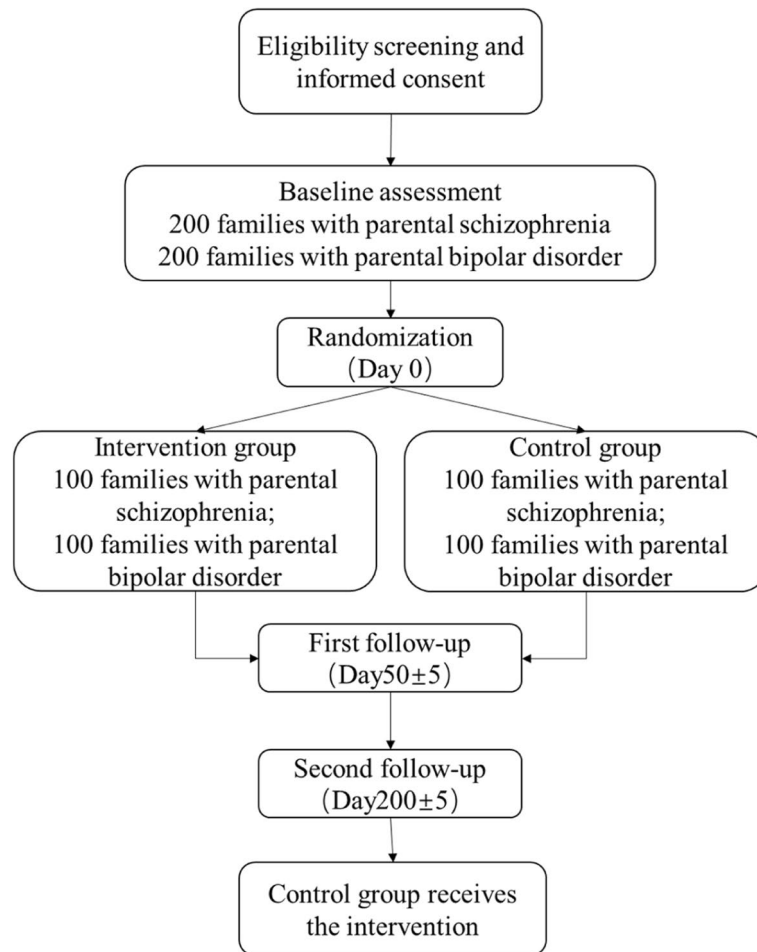 Eligibility screening and
informed consent
Baseline assessment
200 families with parental schizophrenia
200 families with parental bipolar disorder
Randomization
(Day 0)
Intervention group
100 families with parental
schizophrenia;
100 families with parental
bipolar disorder
Control group
100 families with parental
schizophrenia;
100 families with parental
bipolar disorder
First follow-up
(Day50±5)
Second follow-up
(Day200±5)
Control group receives
the intervention